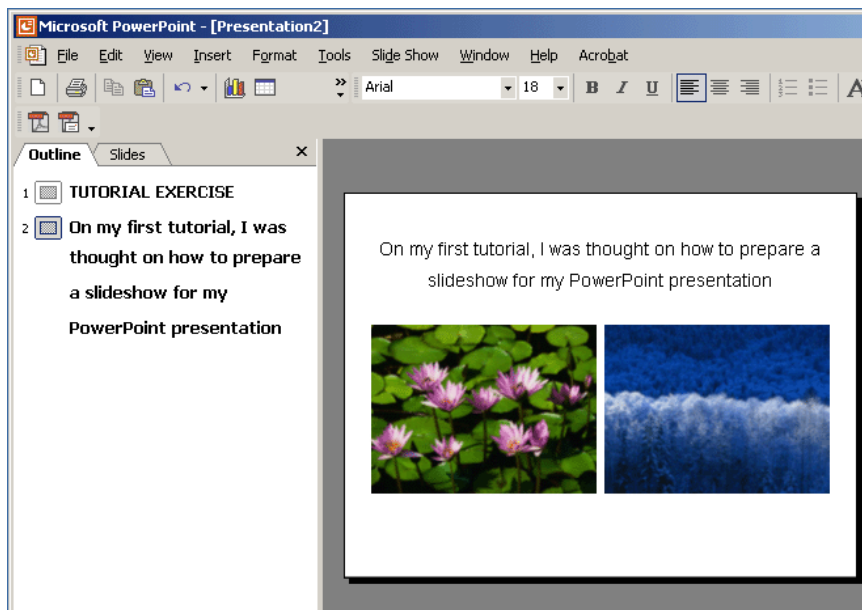 Microsoft PowerPoint - [Presentation2]
File Edit View Insert Format Tools Slide Show Window Help Acrobat
Arial 18 B I U A
Outline Slides
1 TUTORIAL EXERCISE
2 On my first tutorial, I was
thought on how to prepare
a slideshow for my
PowerPoint presentation
On my first tutorial, I was thought on how to prepare a
slideshow for my PowerPoint presentation